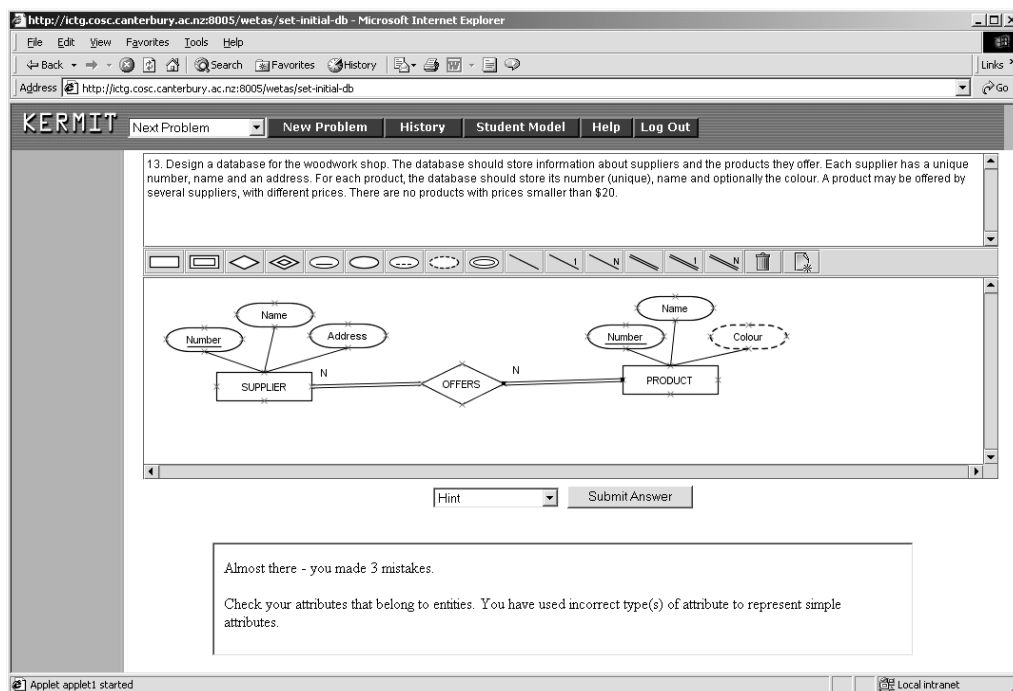 http://ictg.cosc.canterbury.ac.nz:8005/wetas/set-initial-db - Microsoft Internet Explorer
File Edit View Favorites Tools Help
Back Search Favorites History Links
Address http://ictg.cosc.canterbury.ac.nz:8005/wetas/set-initial-db Go
KERMIT Next Problem New Problem History Student Model Help Log Out
13. Design a database for the woodwork shop. The database should store information about suppliers and the products they offer. Each supplier has a unique
number, name and an address. For each product, the database should store its number (unique), name and optionally the colour. A product may be offered by
several suppliers, with different prices. There are no products with prices smaller than $20.
1 N 1 N
Name Name
Number Address Number Colour
N N
SUPPLIER OFFERS PRODUCT
Hint Submit Answer
Almost there - you made 3 mistakes.
Check your attributes that belong to entities. You have used incorrect type(s) of attribute to represent simple
attributes.
Applet applet1 started Local intranet